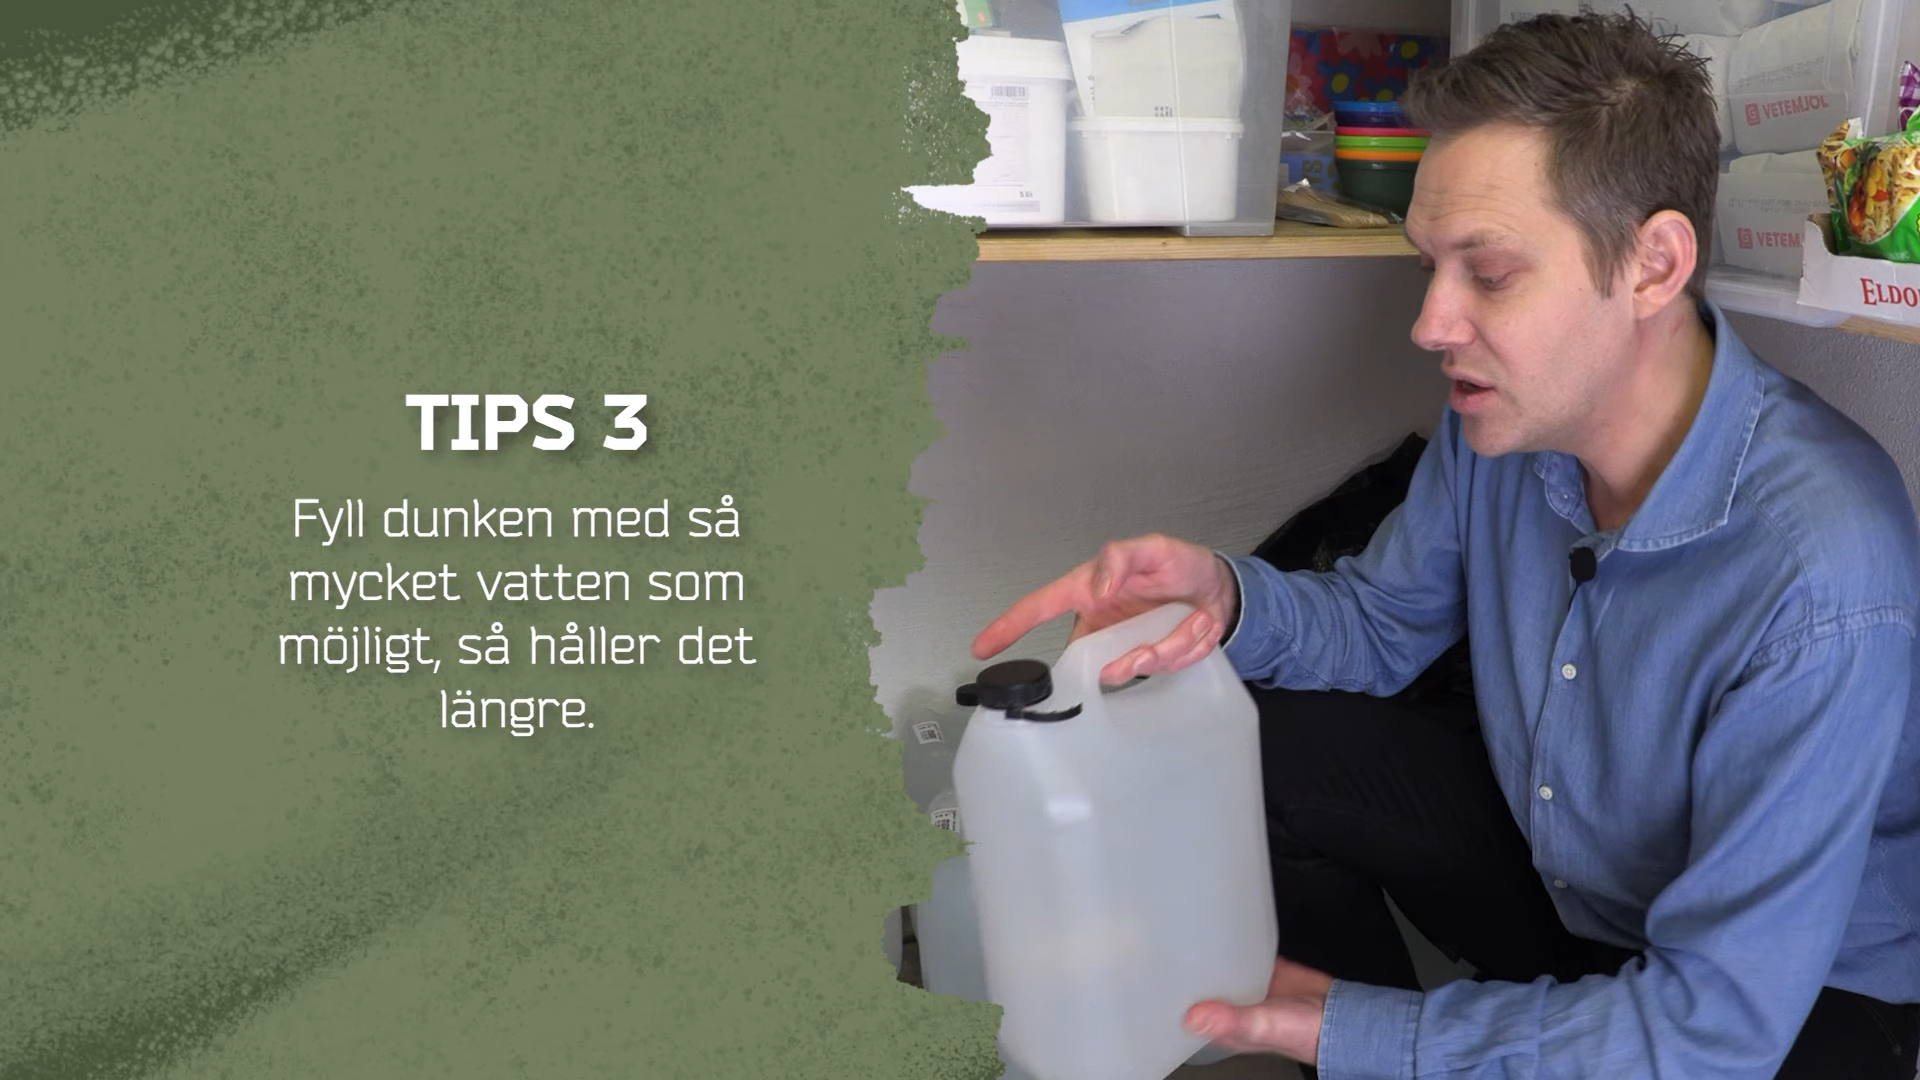 TIPS 3
Fyll dunken med så
mycket vatten som
möjligt, så håller det
längre.
VETEMJÖL
VETEM
ELDO